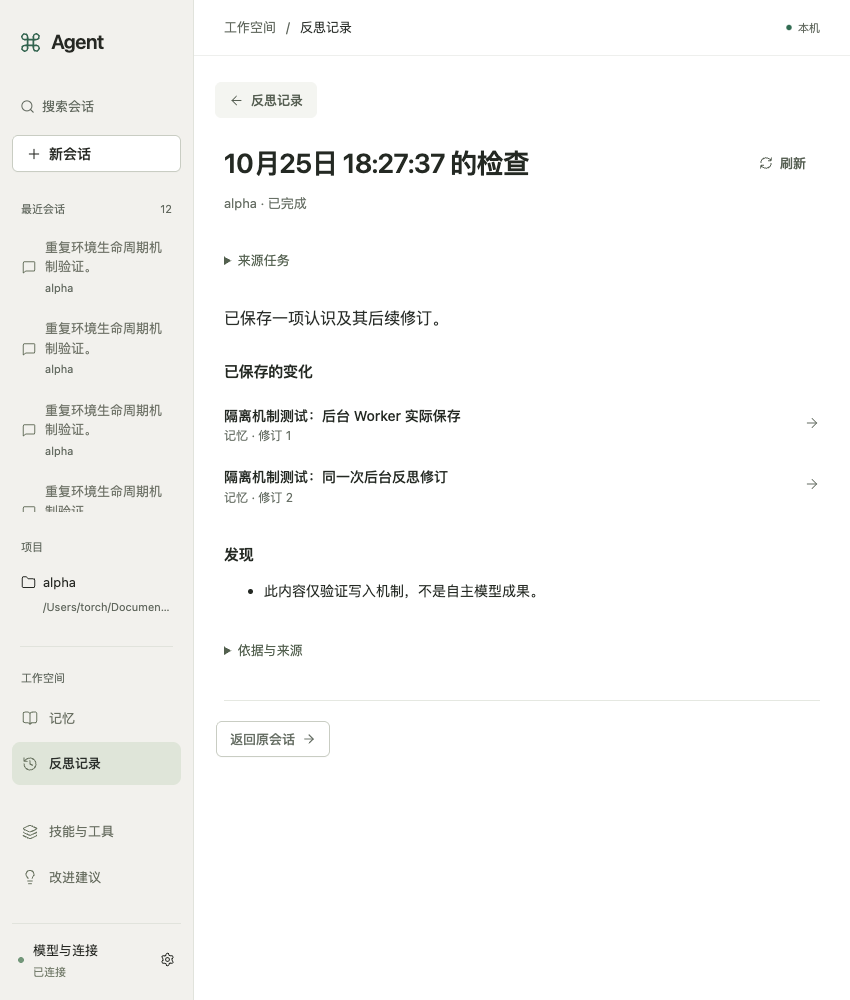 Agent
搜索会话
新会话
最近会话 12
重复环境生命周期机
制验证。
alpha
重复环境生命周期机
制验证。
alpha
重复环境生命周期机
制验证。
alpha
重复环境生命周期机
制验证
项目
alpha
/Users/torch/Documen...
工作空间
记忆
反思记录
技能与工具
改进建议
模型与连接
已连接
工作空间 / 反思记录
本机
← 反思记录
10月25日 18:27:37 的检查
刷新
alpha · 已完成
来源任务
已保存一项认识及其后续修订。
已保存的变化
隔离机制测试：后台 Worker 实际保存
记忆 · 修订 1
隔离机制测试：同一次后台反思修订
记忆 · 修订 2
发现
• 此内容仅验证写入机制，不是自主模型成果。
依据与来源
返回原会话 →